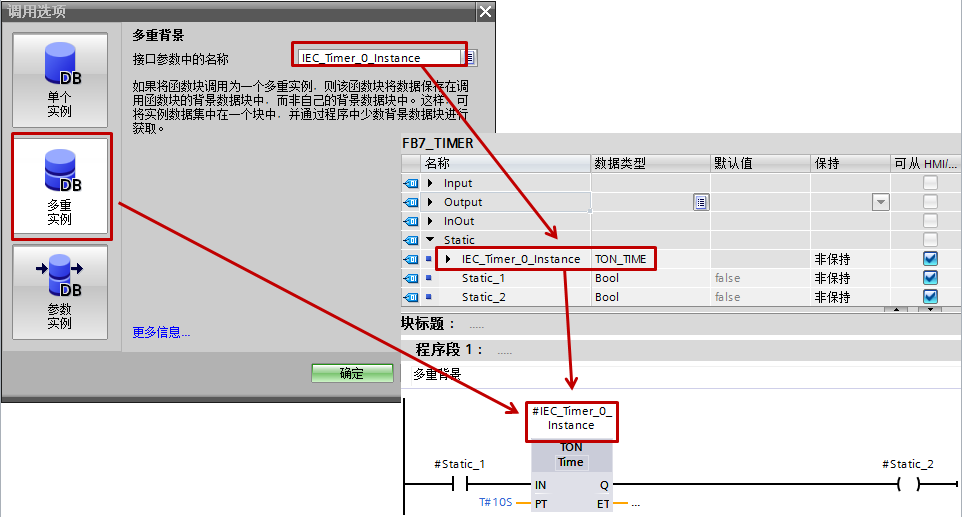 调用选项
多重背景
接口参数中的名称
IEC_Timer_0_Instance
如果将函数块调用为一个多重实例，则该函数块将数据保存在调
用函数块的背景数据块中，而非自己的背景数据块中。这样，可
将实例数据集中在一个块中，并通过程序中少数背景数据块进行
获取。
DB
单个
实例
DB
多重
实例
DB
参数
实例
更多信息...
确定
FB7_TIMER
名称 数据类型 默认值 保持 可从 HMI/...
Input
Output
InOut
Static
IEC_Timer_0_Instance TON_TIME 非保持
Static_1 Bool false 非保持
Static_2 Bool false 非保持
块标题： .....
程序段 1： .....
多重背景
#IEC_Timer_0_
Instance
TON
Time
#Static_1 #Static_2
IN Q
T#10S PT ET ...